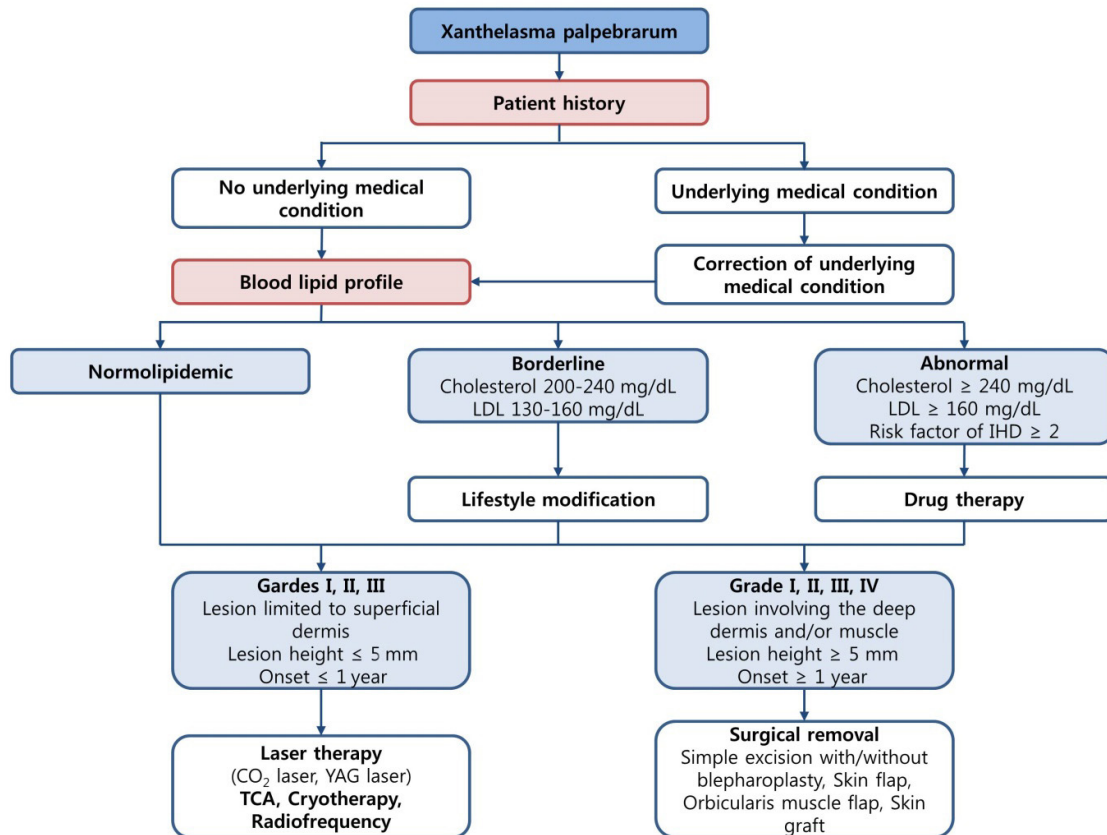 Xanthelasma palpebrarum
Patient history
No underlying medical
condition
Underlying medical condition
Blood lipid profile
Correction of underlying
medical condition
Normolipidemic
Borderline
Cholesterol 200-240 mg/dL
LDL 130-160 mg/dL
Abnormal
Cholesterol ≥ 240 mg/dL
LDL ≥ 160 mg/dL
Risk factor of IHD ≥ 2
Lifestyle modification
Drug therapy
Gardes I, II, III
Lesion limited to superficial
dermis
Lesion height ≤ 5 mm
Onset ≤ 1 year
Grade I, II, III, IV
Lesion involving the deep
dermis and/or muscle
Lesion height ≥ 5 mm
Onset ≥ 1 year
Laser therapy
(CO₂ laser, YAG laser)
TCA, Cryotherapy,
Radiofrequency
Surgical removal
Simple excision with/without
blepharoplasty, Skin flap,
Orbicularis muscle flap, Skin
graft